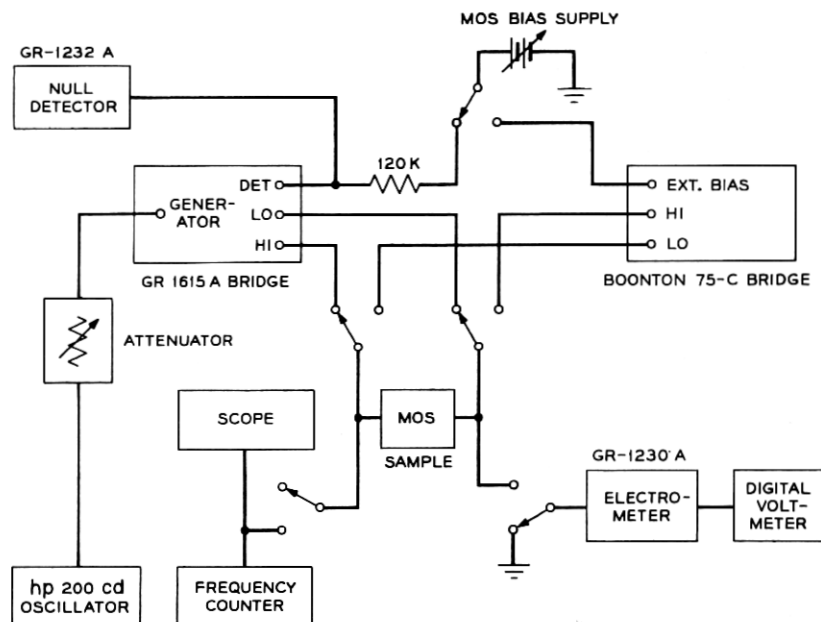 MOS BIAS SUPPLY
GR-1232 A
NULL
DETECTOR
120K
DET
GENER-
ATOR
LO
HI
GR 1615 A BRIDGE
EXT. BIAS
HI
LO
BOONTON 75-C BRIDGE
ATTENUATOR
SCOPE
MOS
SAMPLE
GR-1230 A
ELECTRO-
METER
DIGITAL
VOLT-
METER
hp 200 cd
OSCILLATOR
FREQUENCY
COUNTER